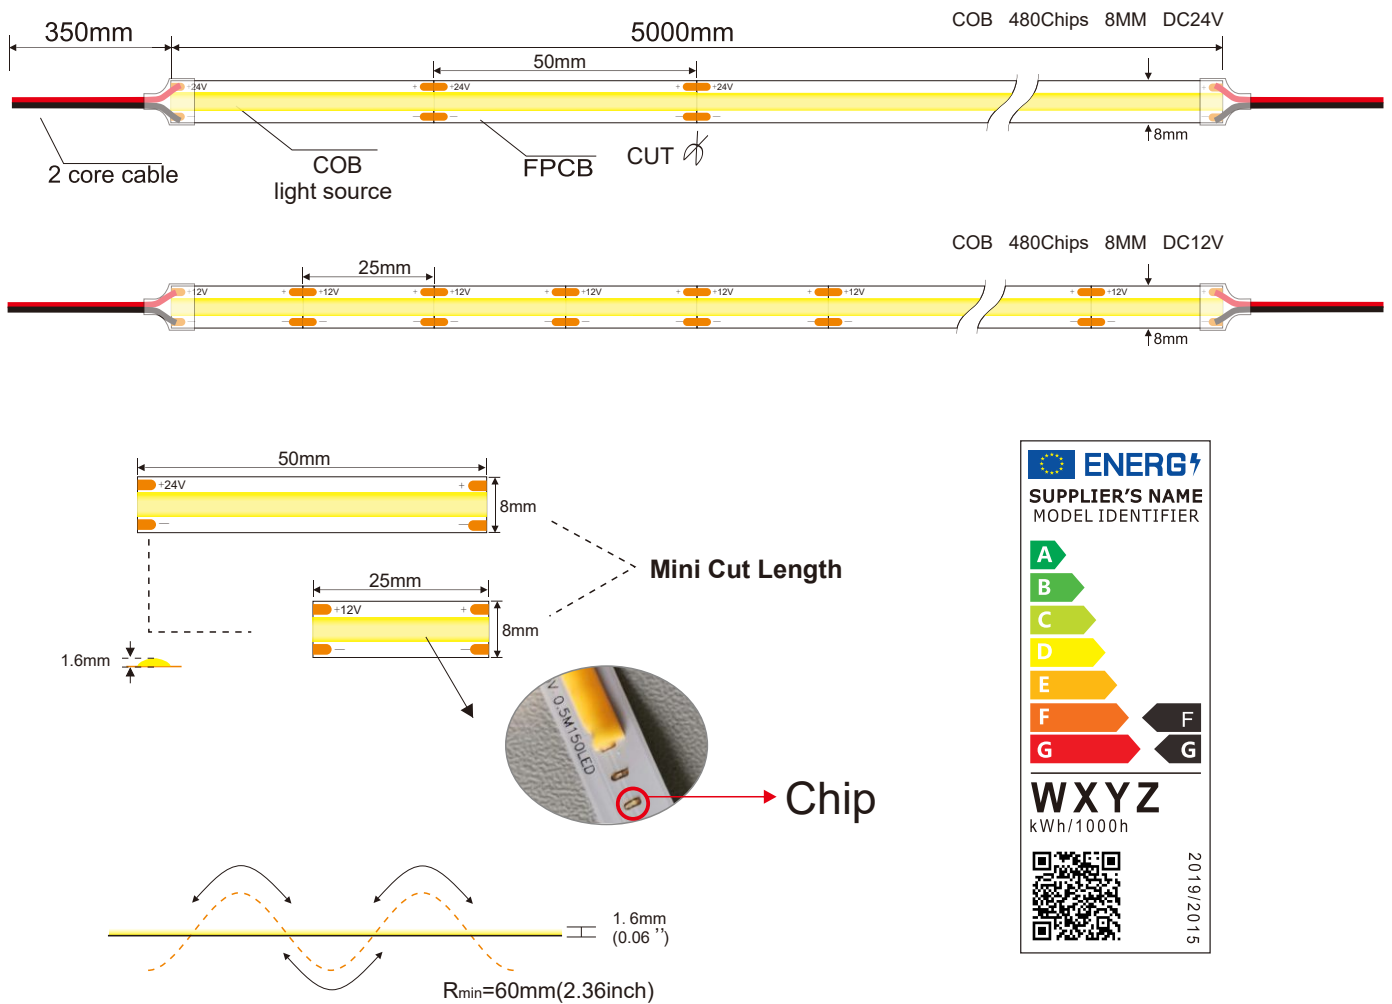 COB 480Chips 8MM DC24V
350mm
5000mm
50mm
+24V
+
+24V
+
+24V
+
8mm
CUT
2 core cable
COB
light source
FPCB
COB 480Chips 8MM DC12V
25mm
+12V
+
+12V
+
+12V
+
+12V
+
+12V
+
+12V
+
+12V
+
8mm
50mm
+24V
+
8mm
25mm
+12V
+
8mm
Mini Cut Length
1.6mm
V 0.5M150LED
Chip
1.6mm
(0.06 ’’)
Rmin=60mm(2.36inch)
ENERG
SUPPLIER'S NAME
MODEL IDENTIFIER
A
B
C
D
E
F
F
G
G
WXYZ
kWh/1000h
2019/2015